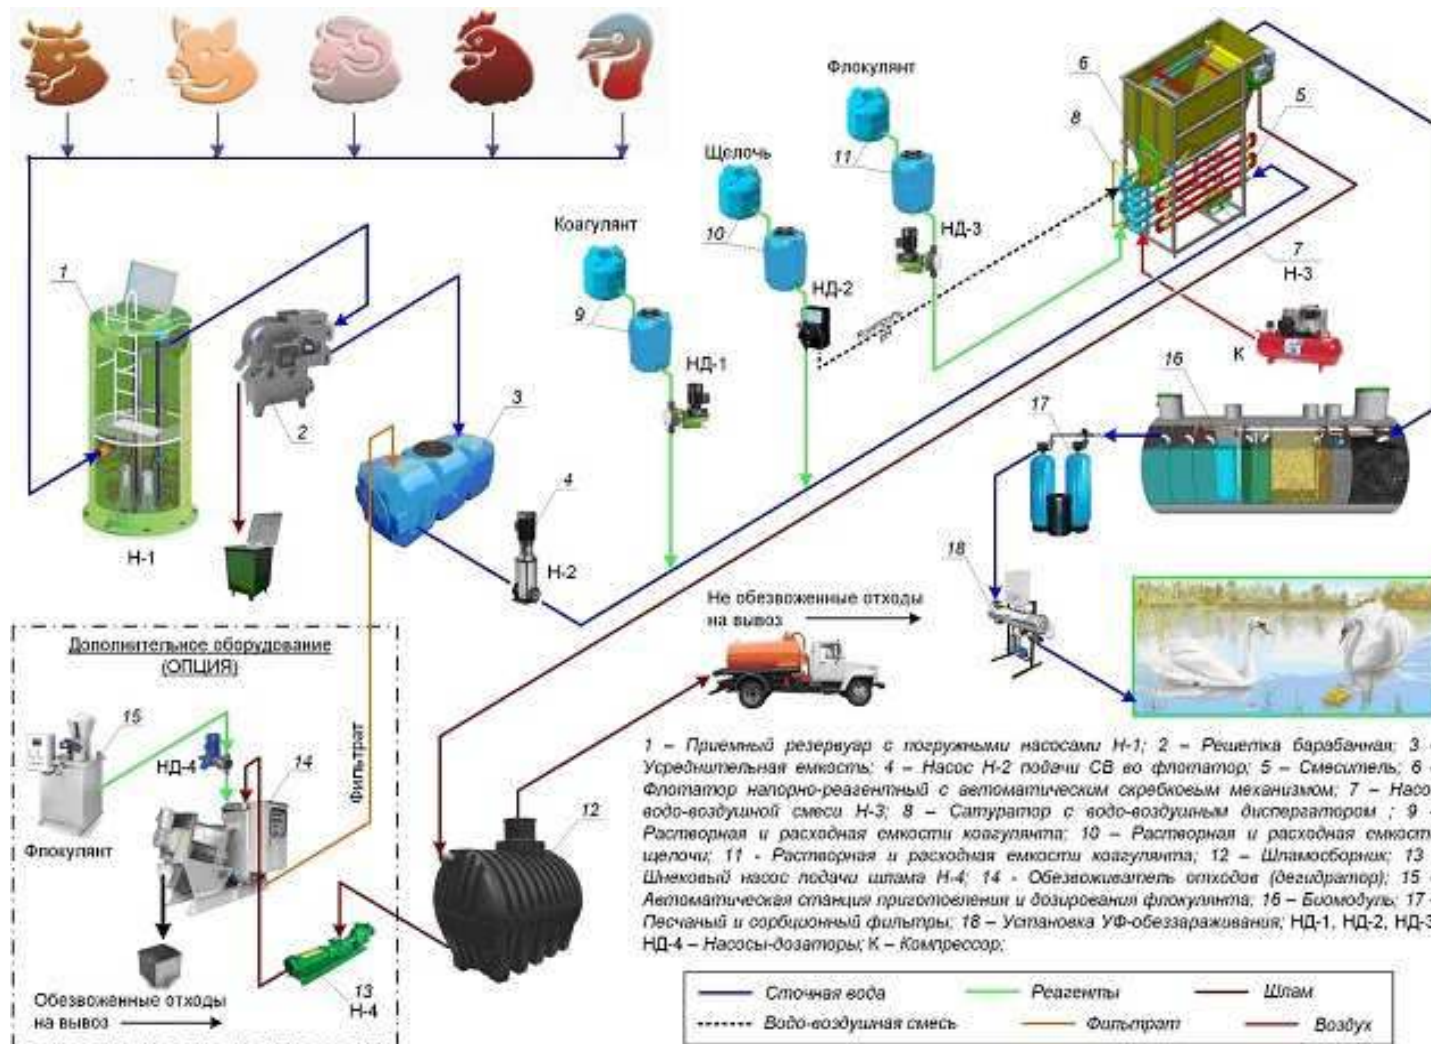 Флокулянт
6
5
8
11
Щелочь
НД-3
10
Коагулянт
7
Н-3
1
НД-2
9
Контроль
pH
К
НД-1
16
3
17
2
4
18
Н-1
Н-2
Не обезвоженные отходы
на вывоз
Дополнительное оборудование
(ОПЦИЯ)
15
НД-4
14
Фильтрат
12
Флокулянт
13
Н-4
Обезвоженные отходы
на вывоз
1 – Приемный резервуар с погружными насосами Н-1; 2 – Решетка барабанная; 3 –
Усреднительная емкость; 4 – Насос Н-2 подачи СВ во флотатор; 5 – Смеситель; 6 –
Флотатор напорно-реагентный с автоматическим скребковым механизмом; 7 – Насо
водо-воздушной смеси Н-3; 8 – Сатуратор с водо-воздушным диспергатором ; 9 –
Растворная и расходная емкости коагулянта; 10 – Растворная и расходная емкост
щелочи; 11 - Растворная и расходная емкости коагулянта; 12 – Шламосборник; 13 –
Шнековый насос подачи шлама Н-4; 14 - Обезвоживатель отходов (дегидратор); 15 –
Автоматическая станция приготовления и дозирования флокулянта; 16 – Биомодуль; 17 –
Песчаный и сорбционный фильтры; 18 – Установка УФ-обеззараживания; НД-1, НД-2, НД-3
НД-4 – Насосы-дозаторы; К – Компрессор;
Сточная вода
Реагенты
Шлам
Водо-воздушная смесь
Фильтрат
Воздух